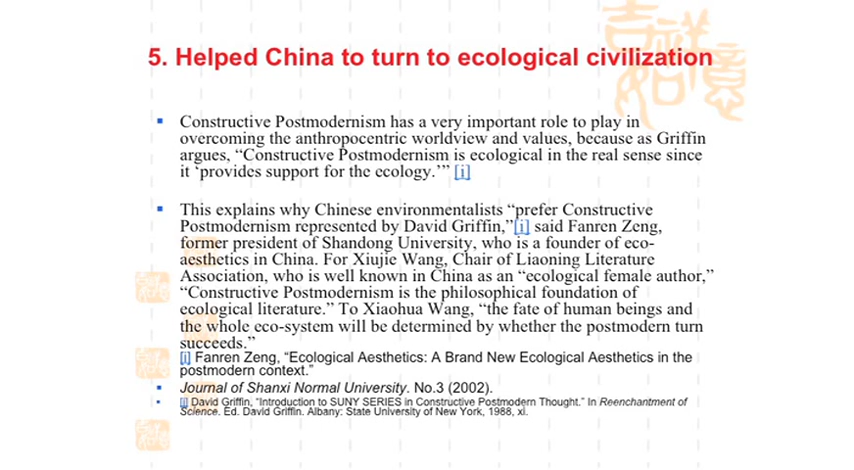 5. Helped China to turn to ecological civilization
Constructive Postmodernism has a very important role to play in
overcoming the anthropocentric worldview and values, because as Griffin
argues, “Constructive Postmodernism is ecological in the real sense since
it ‘provides support for the ecology.’” [i]
This explains why Chinese environmentalists “prefer Constructive
Postmodernism represented by David Griffin,”[i] said Fanren Zeng,
former president of Shandong University, who is a founder of eco-
aesthetics in China. For Xiujie Wang, Chair of Liaoning Literature
Association, who is well known in China as an “ecological female author,”
“Constructive Postmodernism is the philosophical foundation of
ecological literature.” To Xiaohua Wang, “the fate of human beings and
the whole eco-system will be determined by whether the postmodern turn
succeeds.”
[i] Fanren Zeng, “Ecological Aesthetics: A Brand New Ecological Aesthetics in the
postmodern context.”
Journal of Shanxi Normal University. No.3 (2002).
[i] David Griffin, “Introduction to SUNY SERIES in Constructive Postmodern Thought.” In Reenchantment of
Science. Ed. David Griffin. Albany: State University of New York, 1988, xi.